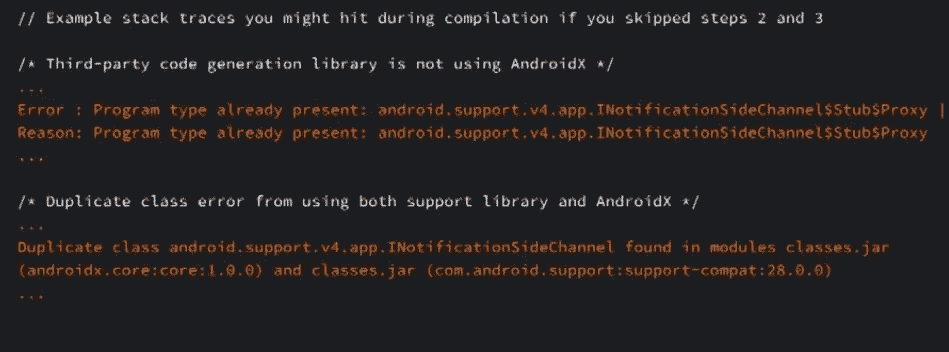 // Example stack traces you might hit during compilation if you skipped steps 2 and 3
/* Third-party code generation library is not using AndroidX */
...
Error : Program type already present: android.support.v4.app.INotificationSideChannel$Stub$Proxy |
Reason: Program type already present: android.support.v4.app.INotificationSideChannel$Stub$Proxy
...
/* Duplicate class error from using both support library and AndroidX */
...
Duplicate class android.support.v4.app.INotificationSideChannel found in modules classes.jar
(androidx.core:core:1.0.0) and classes.jar (com.android.support:support-compat:28.0.0)
...